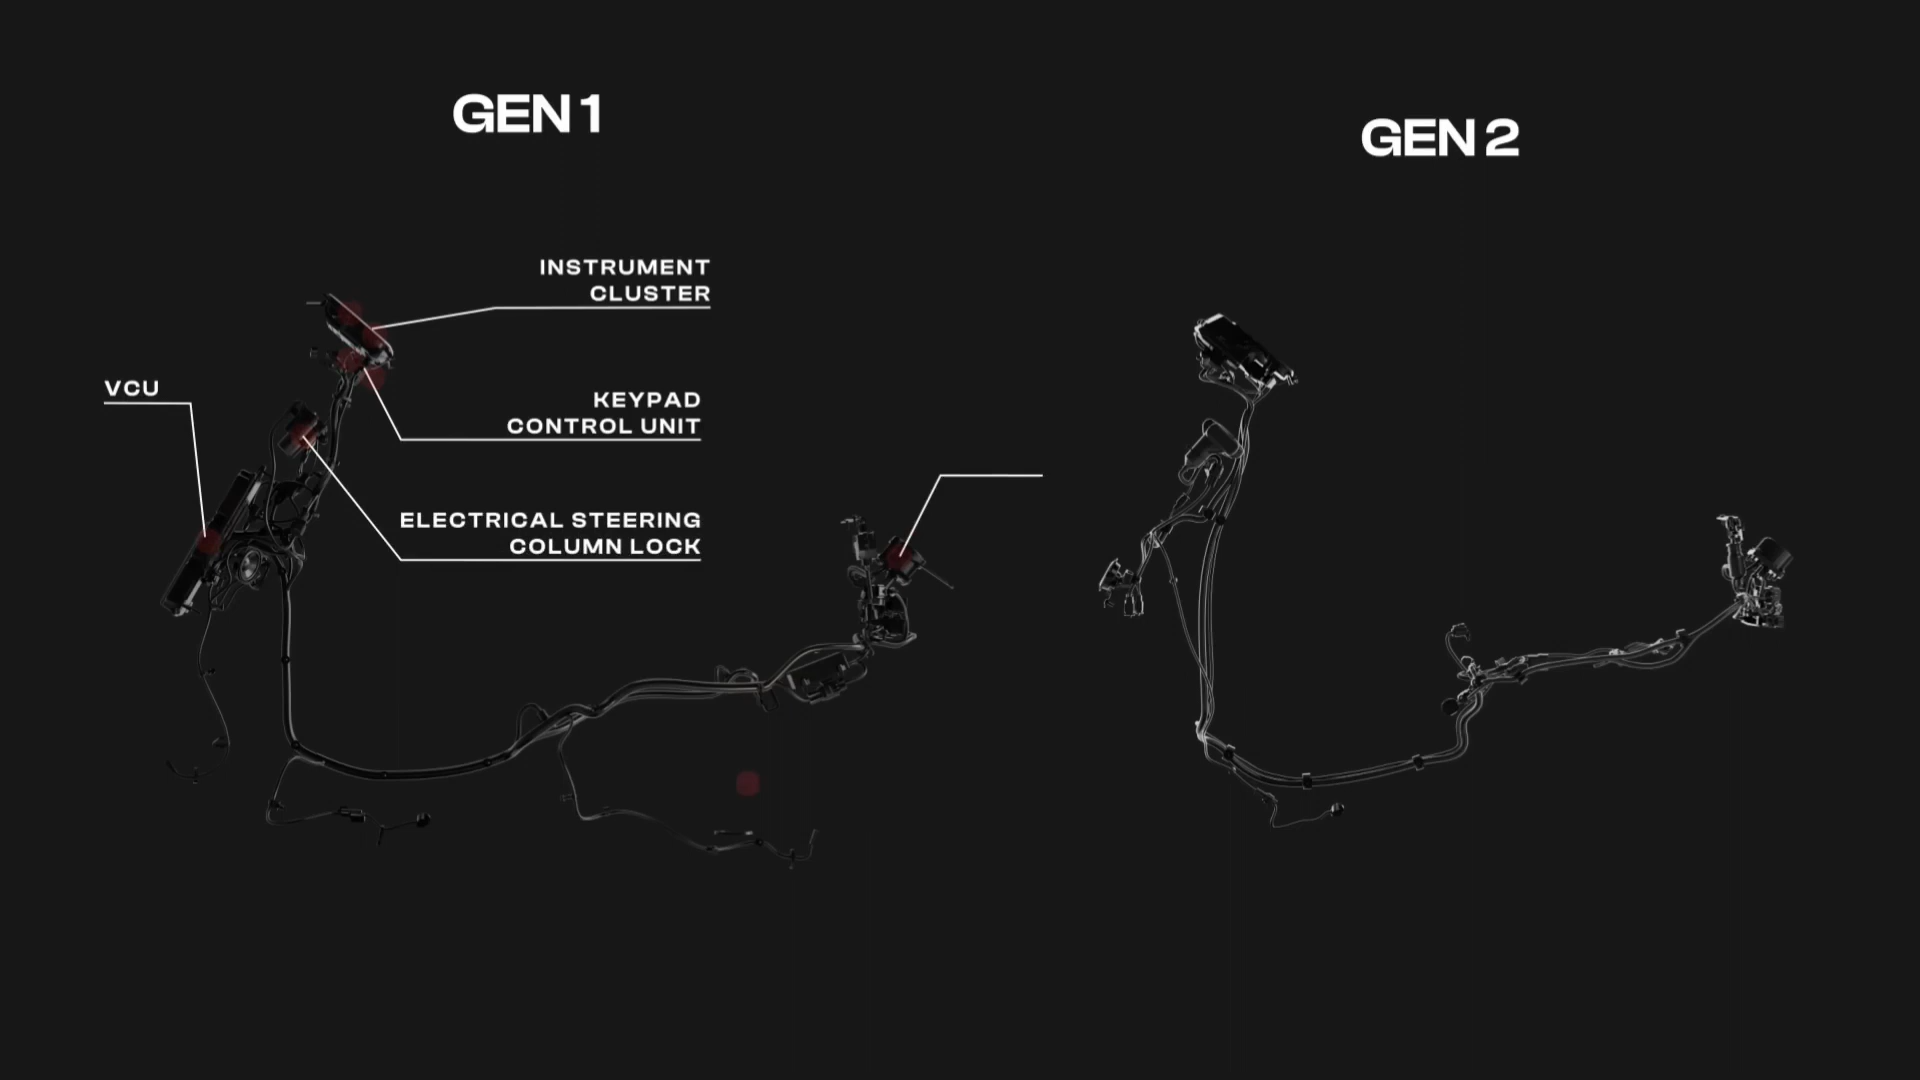 GEN 1
GEN 2
INSTRUMENT
CLUSTER
VCU
KEYPAD
CONTROL UNIT
ELECTRICAL STEERING
COLUMN LOCK